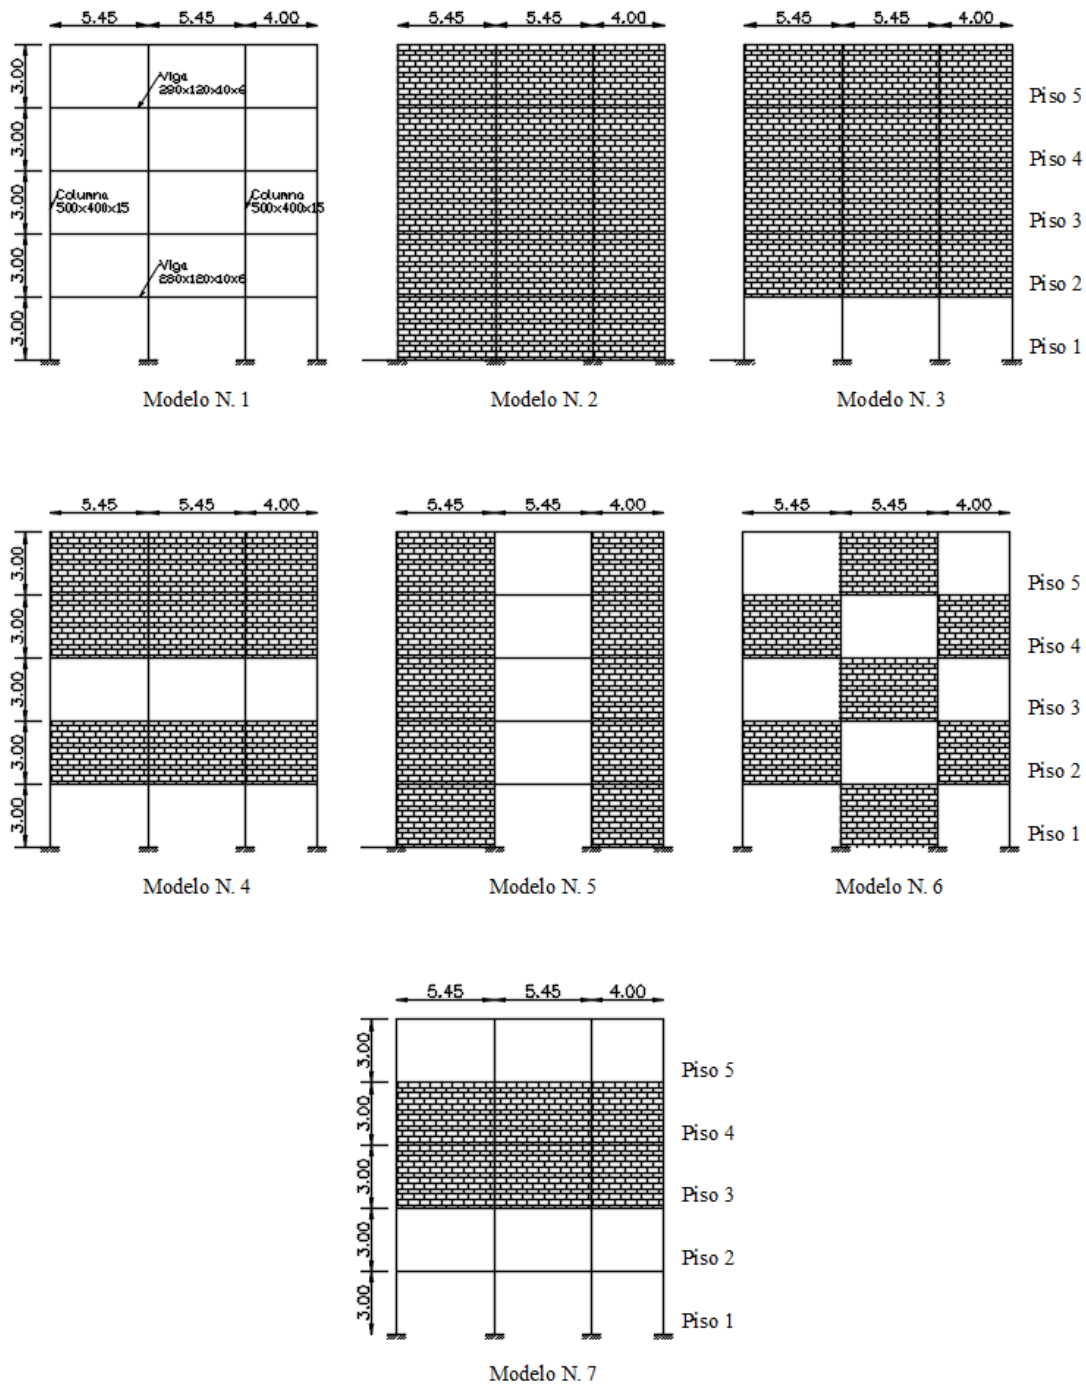 5.45 5.45 4.00
5.45 5.45 4.00
5.45 5.45 4.00
3.00
3.00
3.00
3.00
3.00
Viga
280x120x10x6
Columna
500x400x15
Columna
500x400x15
Viga
280x120x10x6
Piso 5
Piso 4
Piso 3
Piso 2
Piso 1
Modelo N. 1
Modelo N. 2
Modelo N. 3
5.45 5.45 4.00
5.45 5.45 4.00
5.45 5.45 4.00
3.00
3.00
3.00
3.00
3.00
Piso 5
Piso 4
Piso 3
Piso 2
Piso 1
Modelo N. 4
Modelo N. 5
Modelo N. 6
5.45 5.45 4.00
3.00
3.00
3.00
3.00
3.00
Piso 5
Piso 4
Piso 3
Piso 2
Piso 1
Modelo N. 7